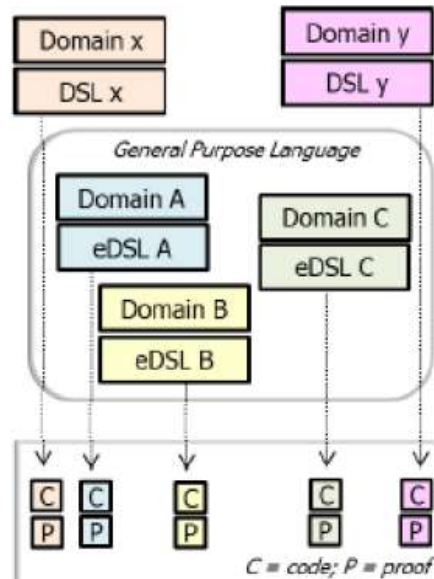 Domain x
DSL x
Domain y
DSL y
General Purpose Language
Domain A
eDSL A
Domain C
eDSL C
Domain B
eDSL B
C C C C C
P P P P P
C = code; P = proof